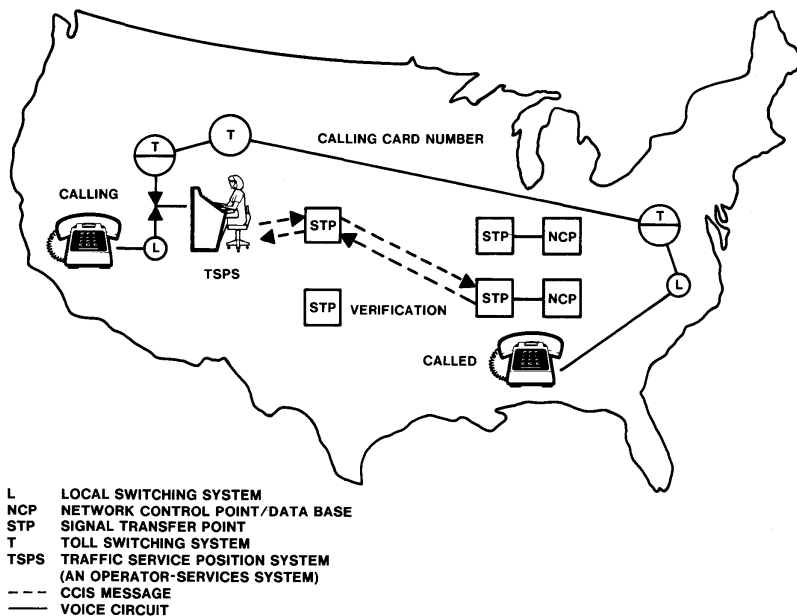 CALLING CARD NUMBER
T
T
CALLING
L
TSPS
STP
STP
VERIFICATION
STP
NCP
STP
NCP
T
L
CALLED
L LOCAL SWITCHING SYSTEM
NCP NETWORK CONTROL POINT/DATA BASE
STP SIGNAL TRANSFER POINT
T TOLL SWITCHING SYSTEM
TSPS TRAFFIC SERVICE POSITION SYSTEM
(AN OPERATOR-SERVICES SYSTEM)
CCIS MESSAGE
VOICE CIRCUIT